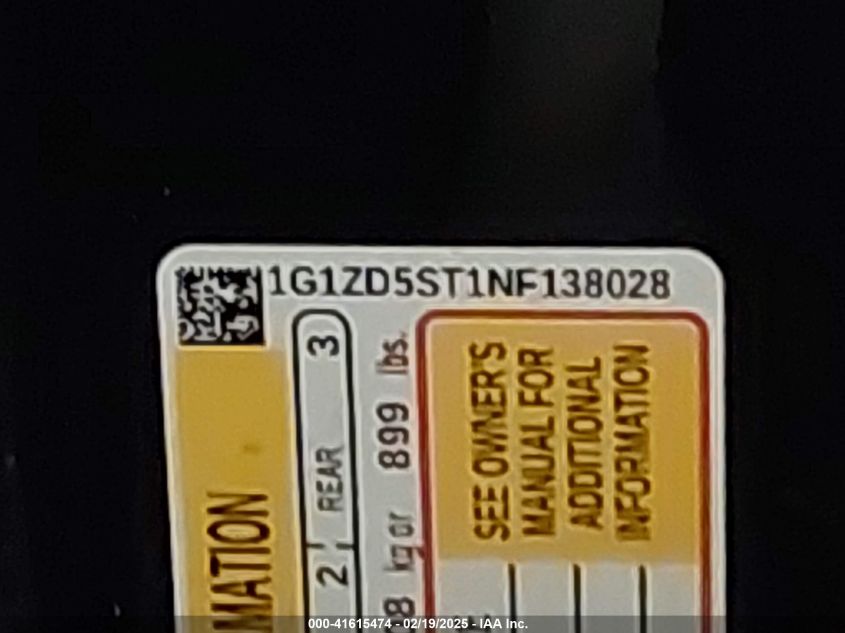 1G1ZD5ST1NF138028
MATION
2 REAR 3
kg or 899 lbs.
SEE OWNER'S
MANUAL FOR
ADDITIONAL
INFORMATION
000-41615474 - 02/19/2025 - IAA Inc.